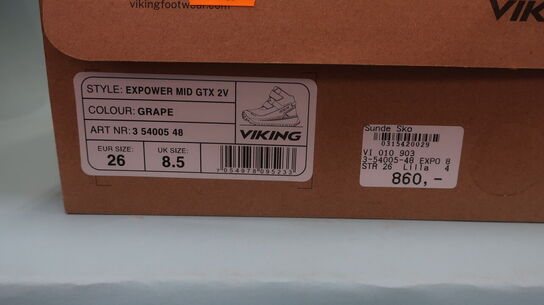 vikingfootwear.com
VIK
STYLE: EXPOWER MID GTX 2V
COLOUR: GRAPE
ART NR: 3 54005 48
VIKING
EUR SIZE:
26
UK SIZE:
8.5
Sunde Sko
0315420029
VI 010 903
3-54005-48 EXPO 8
STR 26 Lilla 4
860,-